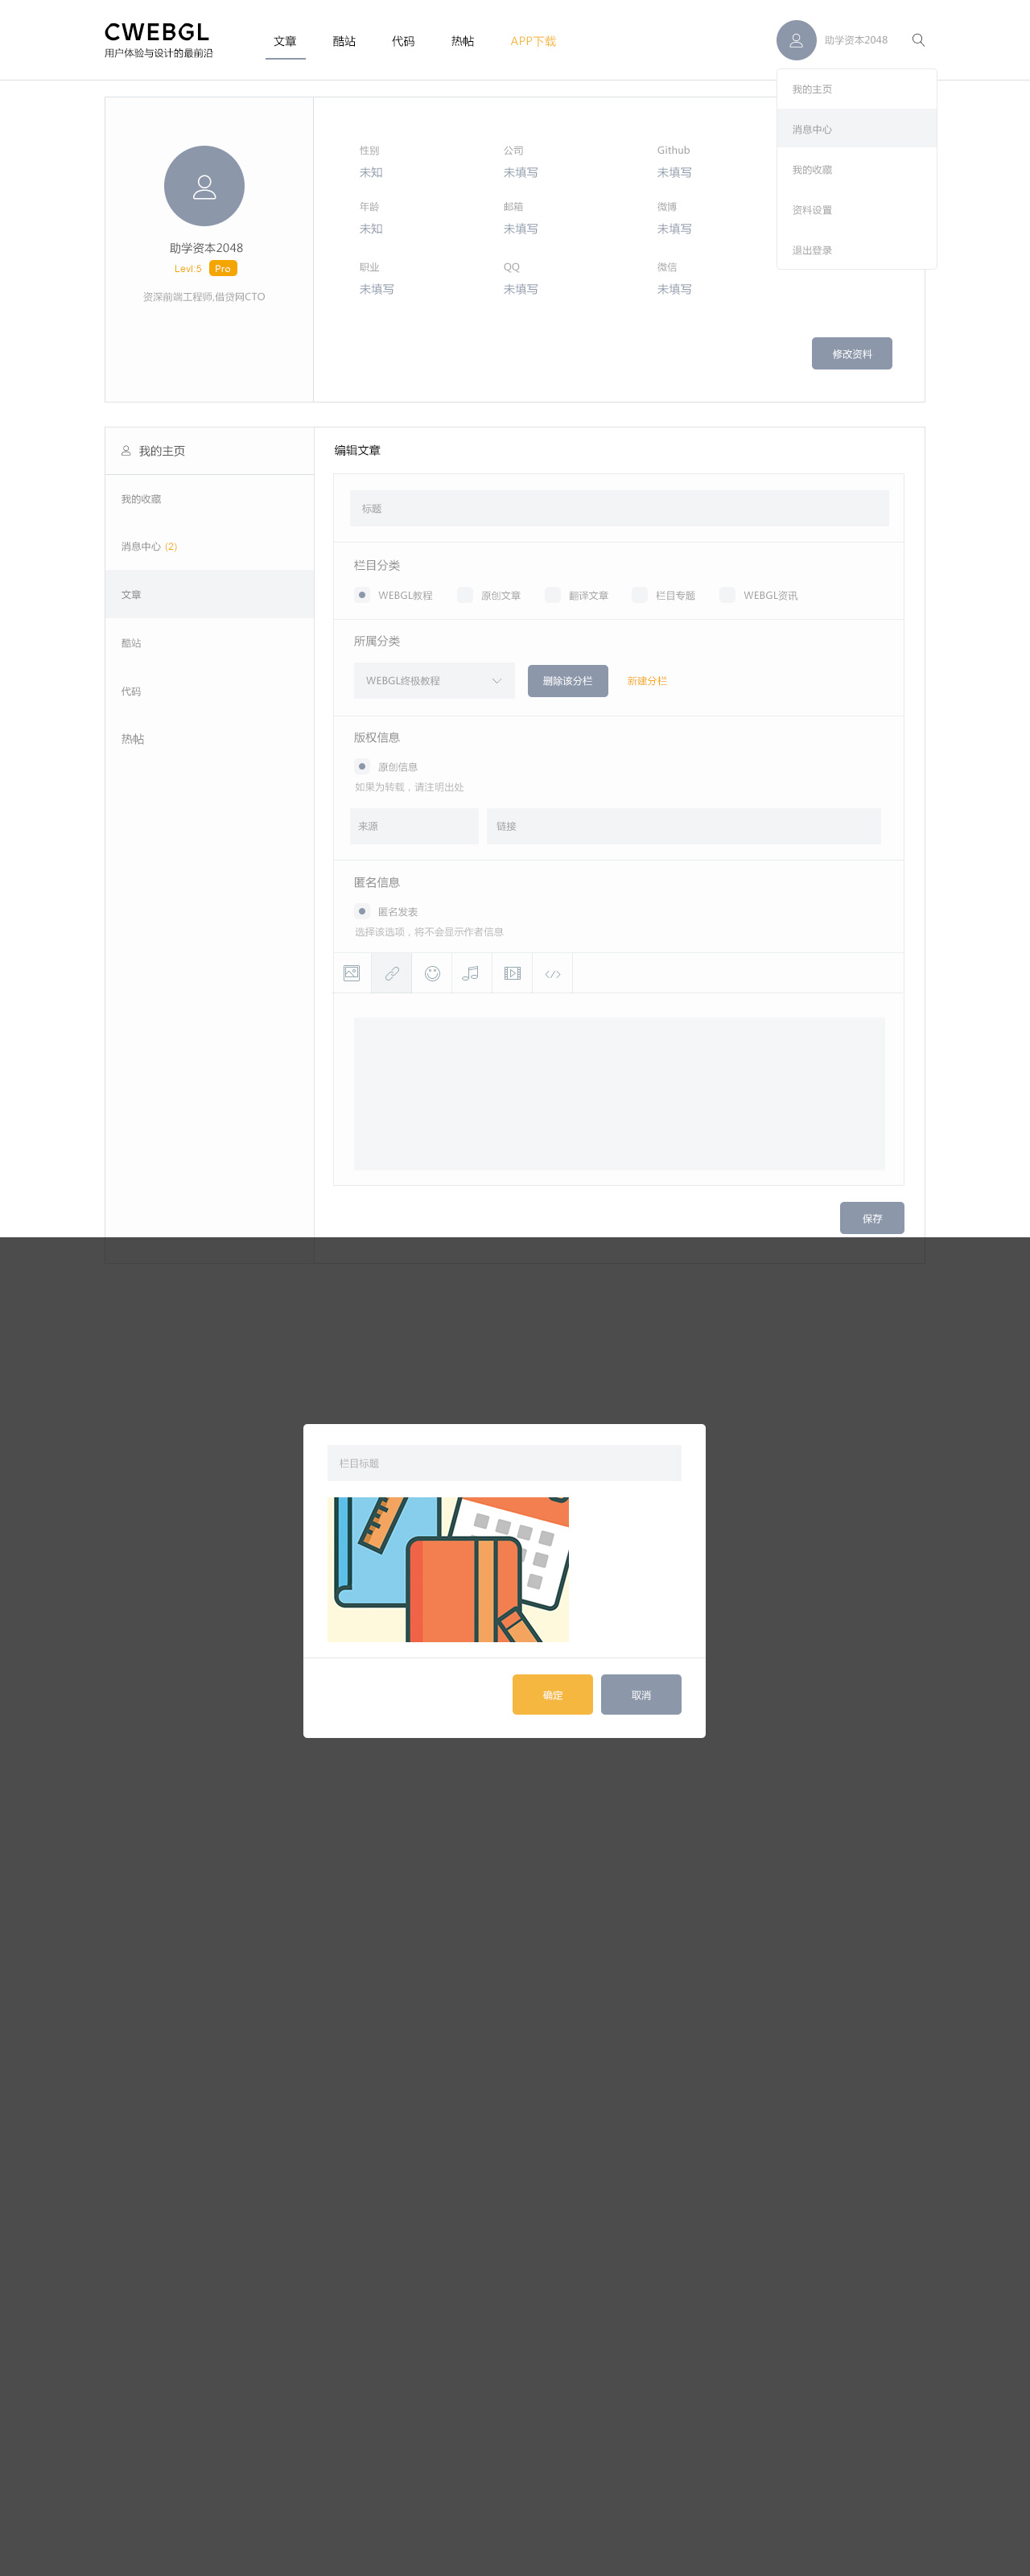 CWEBGL
用户体验与设计的最前沿
文章 酷站 代码 热帖 APP下载
助学资本2048
我的主页
消息中心
我的收藏
资料设置
退出登录
助学资本2048
Levl:5 Pro
资深前端工程师,借贷网CTO
性别 公司 Github
未知 未填写 未填写
年龄 邮箱 微博
未知 未填写 未填写
职业 QQ 微信
未填写 未填写 未填写
修改资料
我的主页
我的收藏
消息中心 (2)
文章
酷站
代码
热帖
编辑文章
标题
栏目分类
WEBGL教程 原创文章 翻译文章 栏目专题 WEBGL资讯
所属分类
WEBGL终极教程 删除该分栏 新建分栏
版权信息
原创信息
如果为转载，请注明出处
来源 链接
匿名信息
匿名发表
选择该选项，将不会显示作者信息
保存
栏目标题
确定 取消